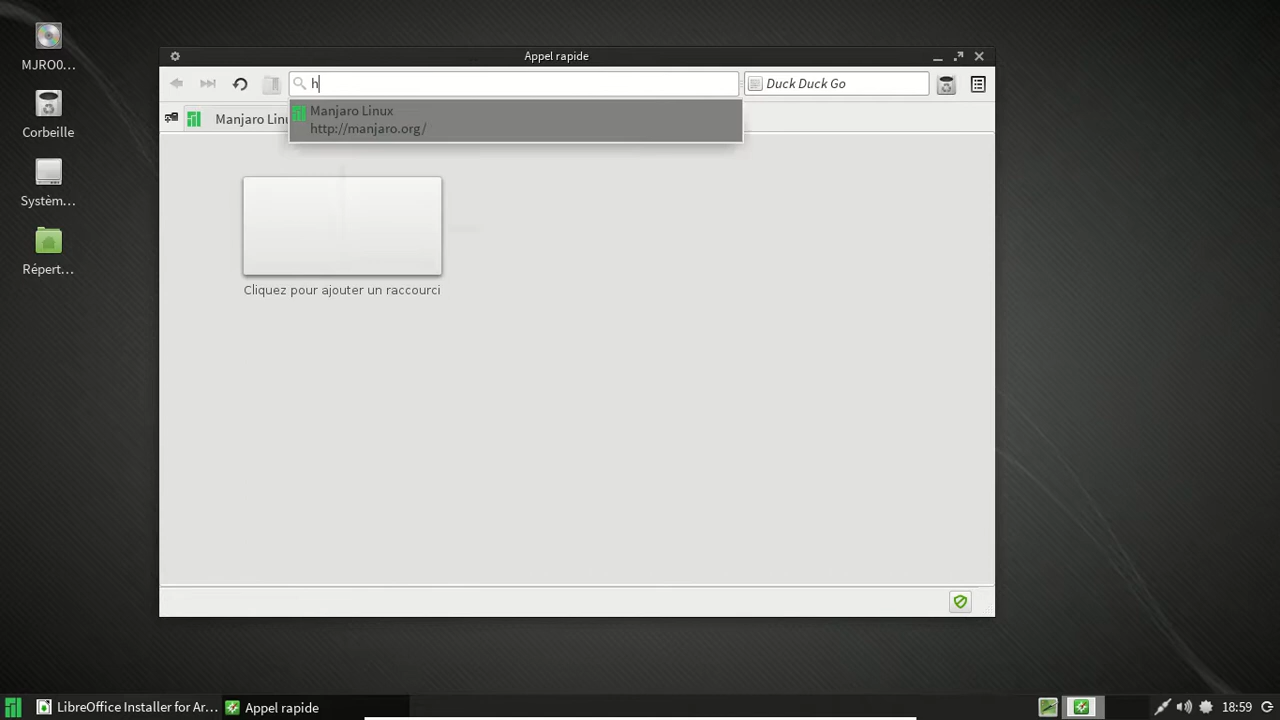 Appel rapide
h
Duck Duck Go
Manjaro Linux
http://manjaro.org/
Manjaro Linu
Cliquez pour ajouter un raccourci
MJRO0...
Corbeille
Systèm...
Répert...
LibreOffice Installer for Ar...
Appel rapide
18:59